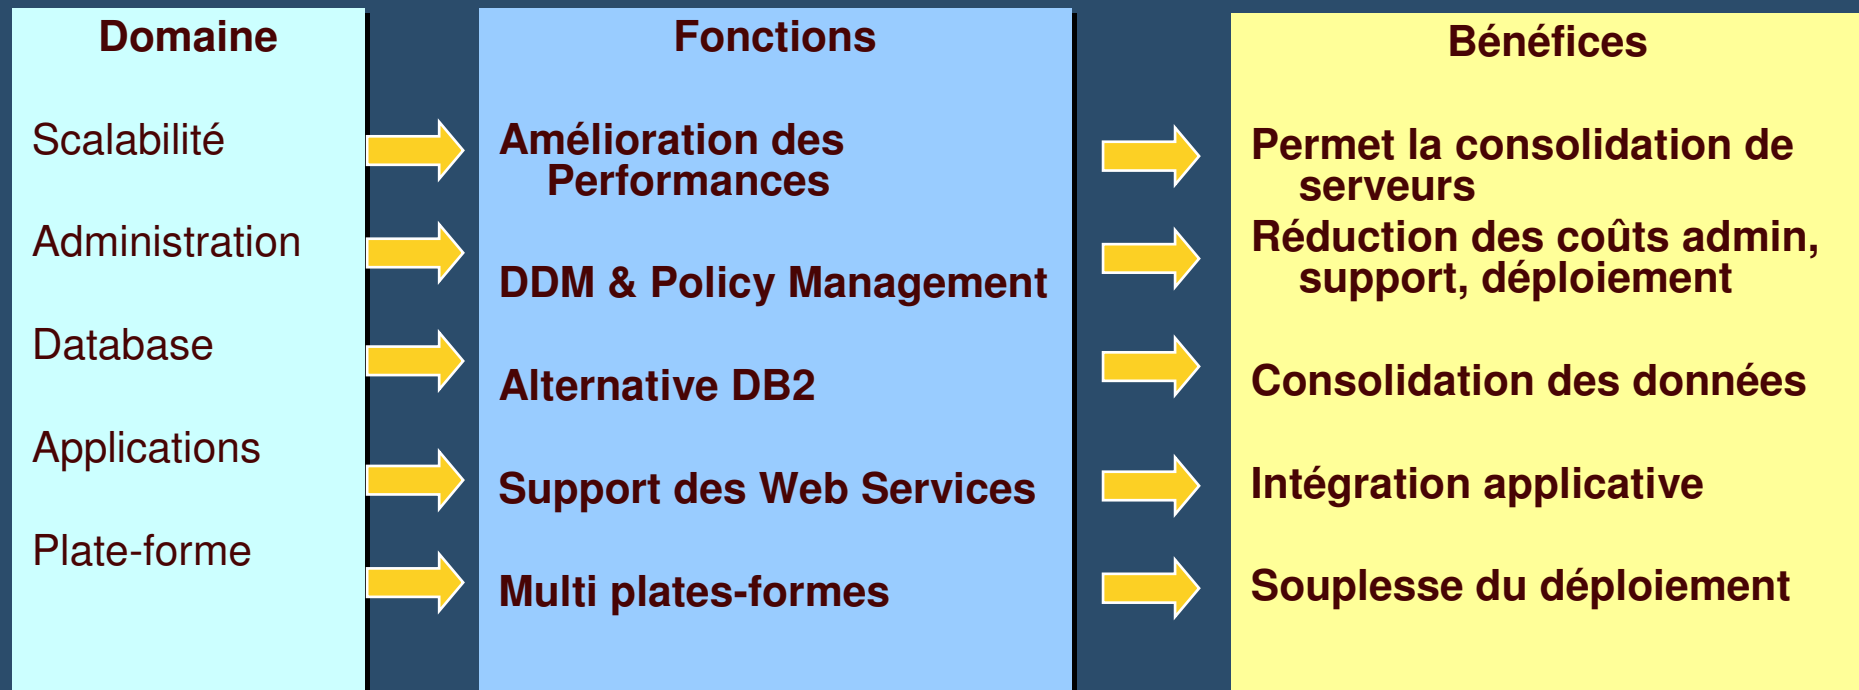 Domaine
Scalabilité
Administration
Database
Applications
Plate-forme
Fonctions
Amélioration des
Performances
DDM & Policy Management
Alternative DB2
Support des Web Services
Multi plates-formes
Bénéfices
Permet la consolidation de
serveurs
Réduction des coûts admin,
support, déploiement
Consolidation des données
Intégration applicative
Souplesse du déploiement